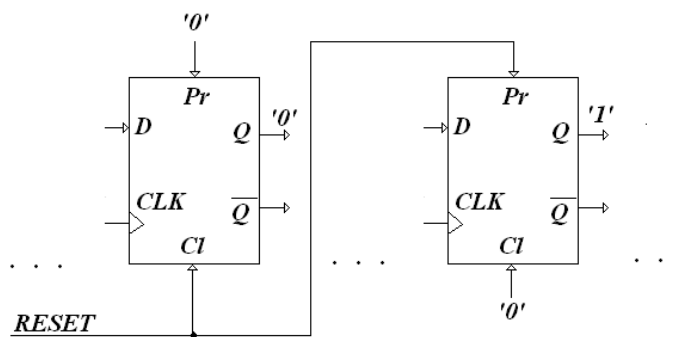 '0'
Pr
Pr
D
Q
'0'
D
Q
'1'
CLK
Q̅
CLK
Q̅
Cl
Cl
. . .
. . .
. .
'0'
RESET